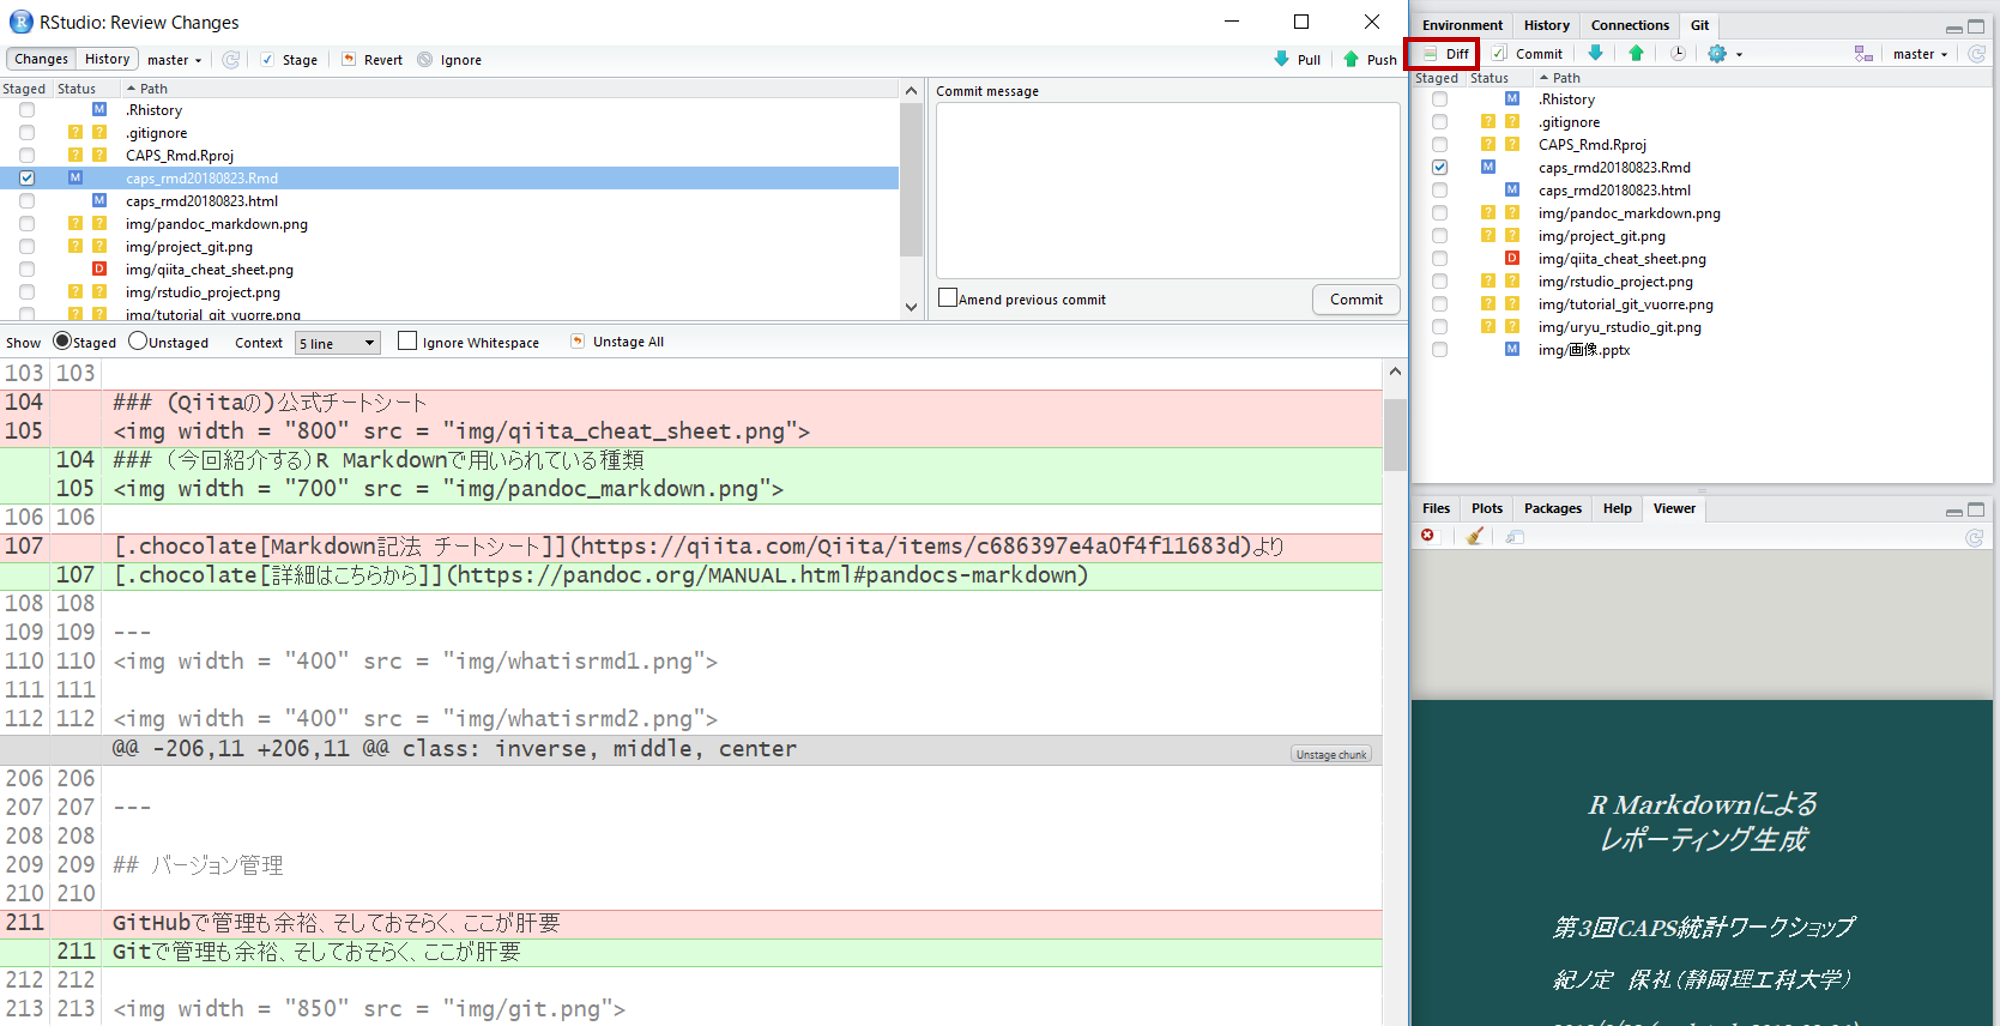 RStudio: Review Changes
Changes History master Stage Revert Ignore Pull Push
Staged Status Path
M .Rhistory
? ? .gitignore
? ? CAPS_Rmd.Rproj
M caps_rmd20180823.Rmd
M caps_rmd20180823.html
? ? img/pandoc_markdown.png
? ? img/project_git.png
D img/qiita_cheat_sheet.png
? ? img/rstudio_project.png
? ? img/tutorial_git_vuorre.png
Commit message
Amend previous commit Commit
Show Staged Unstaged Context 5 line Ignore Whitespace Unstage All
103 103
104 ### (Qiitaの)公式チートシート
105 <img width = "800" src = "img/qiita_cheat_sheet.png">
104 ### (今回紹介する)R Markdownで用いられている種類
105 <img width = "700" src = "img/pandoc_markdown.png">
106 106
107 [.chocolate[Markdown記法 チートシート]](https://qiita.com/Qiita/items/c686397e4a0f4f11683d)より
107 [.chocolate[詳細はこちらから]](https://pandoc.org/MANUAL.html#pandocs-markdown)
108 108
109 109 ---
110 110 <img width = "400" src = "img/whatisrmd1.png">
111 111
112 112 <img width = "400" src = "img/whatisrmd2.png">
@@ -206,11 +206,11 @@ class: inverse, middle, center Unstage chunk
206 206
207 207 ---
208 208
209 209 ## バージョン管理
210 210
211 GitHubで管理も余裕、そしておそらく、ここが肝要
211 Gitで管理も余裕、そしておそらく、ここが肝要
212 212
213 213 <img width = "850" src = "img/git.png">
Environment History Connections Git
Diff Commit master
Staged Status Path
M .Rhistory
? ? .gitignore
? ? CAPS_Rmd.Rproj
M caps_rmd20180823.Rmd
M caps_rmd20180823.html
? ? img/pandoc_markdown.png
? ? img/project_git.png
D img/qiita_cheat_sheet.png
? ? img/rstudio_project.png
? ? img/tutorial_git_vuorre.png
? ? img/uryu_rstudio_git.png
M img/画像.pptx
Files Plots Packages Help Viewer
R Markdownによる
レポーティング生成
第3回CAPS統計ワークショップ
紀ノ定 保礼(静岡理工科大学)